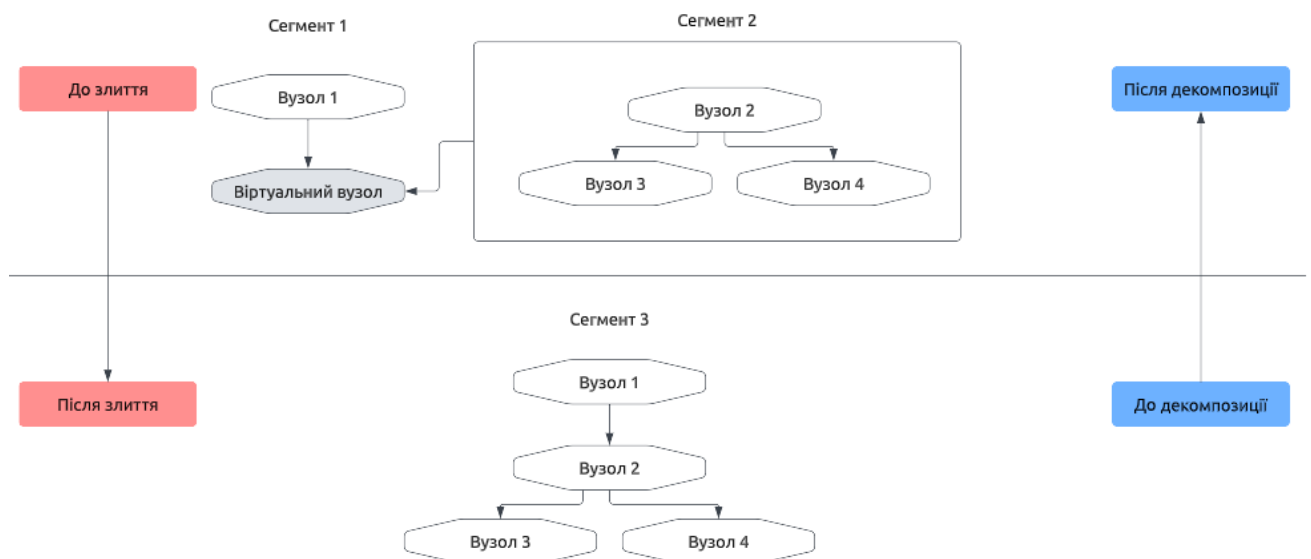 Сегмент 1
Сегмент 2
До злиття
Вузол 1
Вузол 2
Після декомпозиції
Віртуальний вузол
Вузол 3
Вузол 4
Сегмент 3
Після злиття
Вузол 1
До декомпозиції
Вузол 2
Вузол 3
Вузол 4